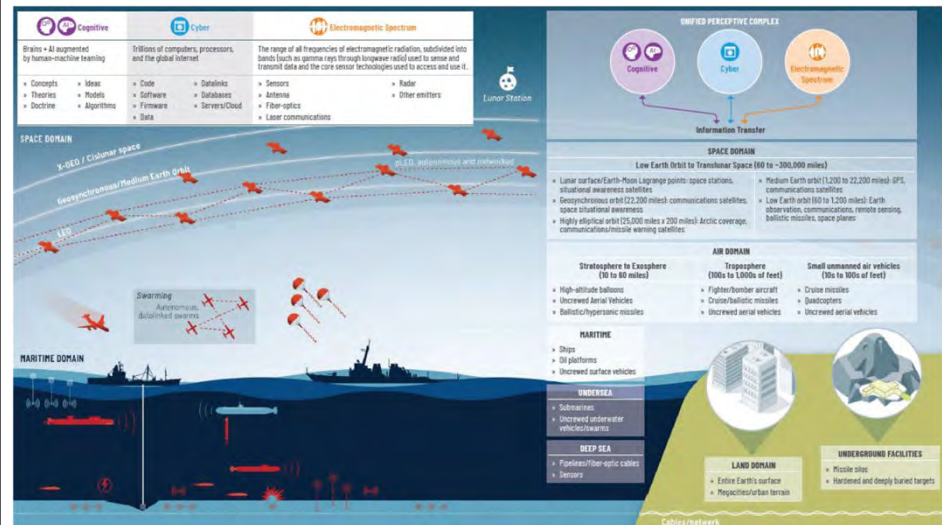 Cognitive
Brains + AI augmented
by human-machine teaming
» Concepts
» Theories
» Doctrine
» Ideas
» Models
» Algorithms
Cyber
Trillions of computers, processors,
and the global internet
» Code
» Software
» Firmware
» Data
» Datalinks
» Databases
» Servers/Cloud
Electromagnetic Spectrum
The range of all frequencies of electromagnetic radiation, subdivided into
bands (such as gamma rays through longwave radio) used to sense and
transmit data and the core sensor technologies used to access and use it.
» Sensors
» Antenna
» Fiber-optics
» Laser communications
» Radar
» Other emitters
Lunar Station
SPACE DOMAIN
X-GEO / Cislunar space
Geosynchronous/Medium Earth Orbit
pLEO, autonomous and networked
LEO
Swarming
Autonomous,
datalinked swarms
MARITIME DOMAIN
UNIFIED PERCEPTIVE COMPLEX
Cognitive
Cyber
Electromagnetic
Spectrum
Information Transfer
SPACE DOMAIN
Low Earth Orbit to Translunar Space (60 to ~300,000 miles)
» Lunar surface/Earth-Moon Lagrange points: space stations,
situational awareness satellites
» Geosynchronous orbit (22,200 miles): communications satellites,
space situational awareness
» Highly elliptical orbit (25,000 miles x 200 miles): Arctic coverage,
communications/missile warning satellites
» Medium Earth orbit (1,200 to 22,200 miles): GPS,
communications satellites
» Low Earth orbit (60 to 1,200 miles): Earth
observation, communications, remote sensing,
ballistic missiles, space planes
AIR DOMAIN
Stratosphere to Exosphere
(10 to 60 miles)
» High-altitude balloons
» Uncrewed Aerial Vehicles
» Ballistic/hypersonic missiles
Troposphere
(100s to 1,000s of feet)
» Fighter/bomber aircraft
» Cruise/ballistic missiles
» Uncrewed aerial vehicles
Small unmanned air vehicles
(10s to 100s of feet)
» Cruise missiles
» Quadcopters
» Uncrewed aerial vehicles
MARITIME
» Ships
» Oil platforms
» Uncrewed surface vehicles
UNDERSEA
» Submarines
» Uncrewed underwater
vehicles/swarms
DEEP SEA
» Pipelines/fiber-optic cables
» Sensors
LAND DOMAIN
» Entire Earth's surface
» Megacities/urban terrain
UNDERGROUND FACILITIES
» Missile silos
» Hardened and deeply buried targets
Cables/network